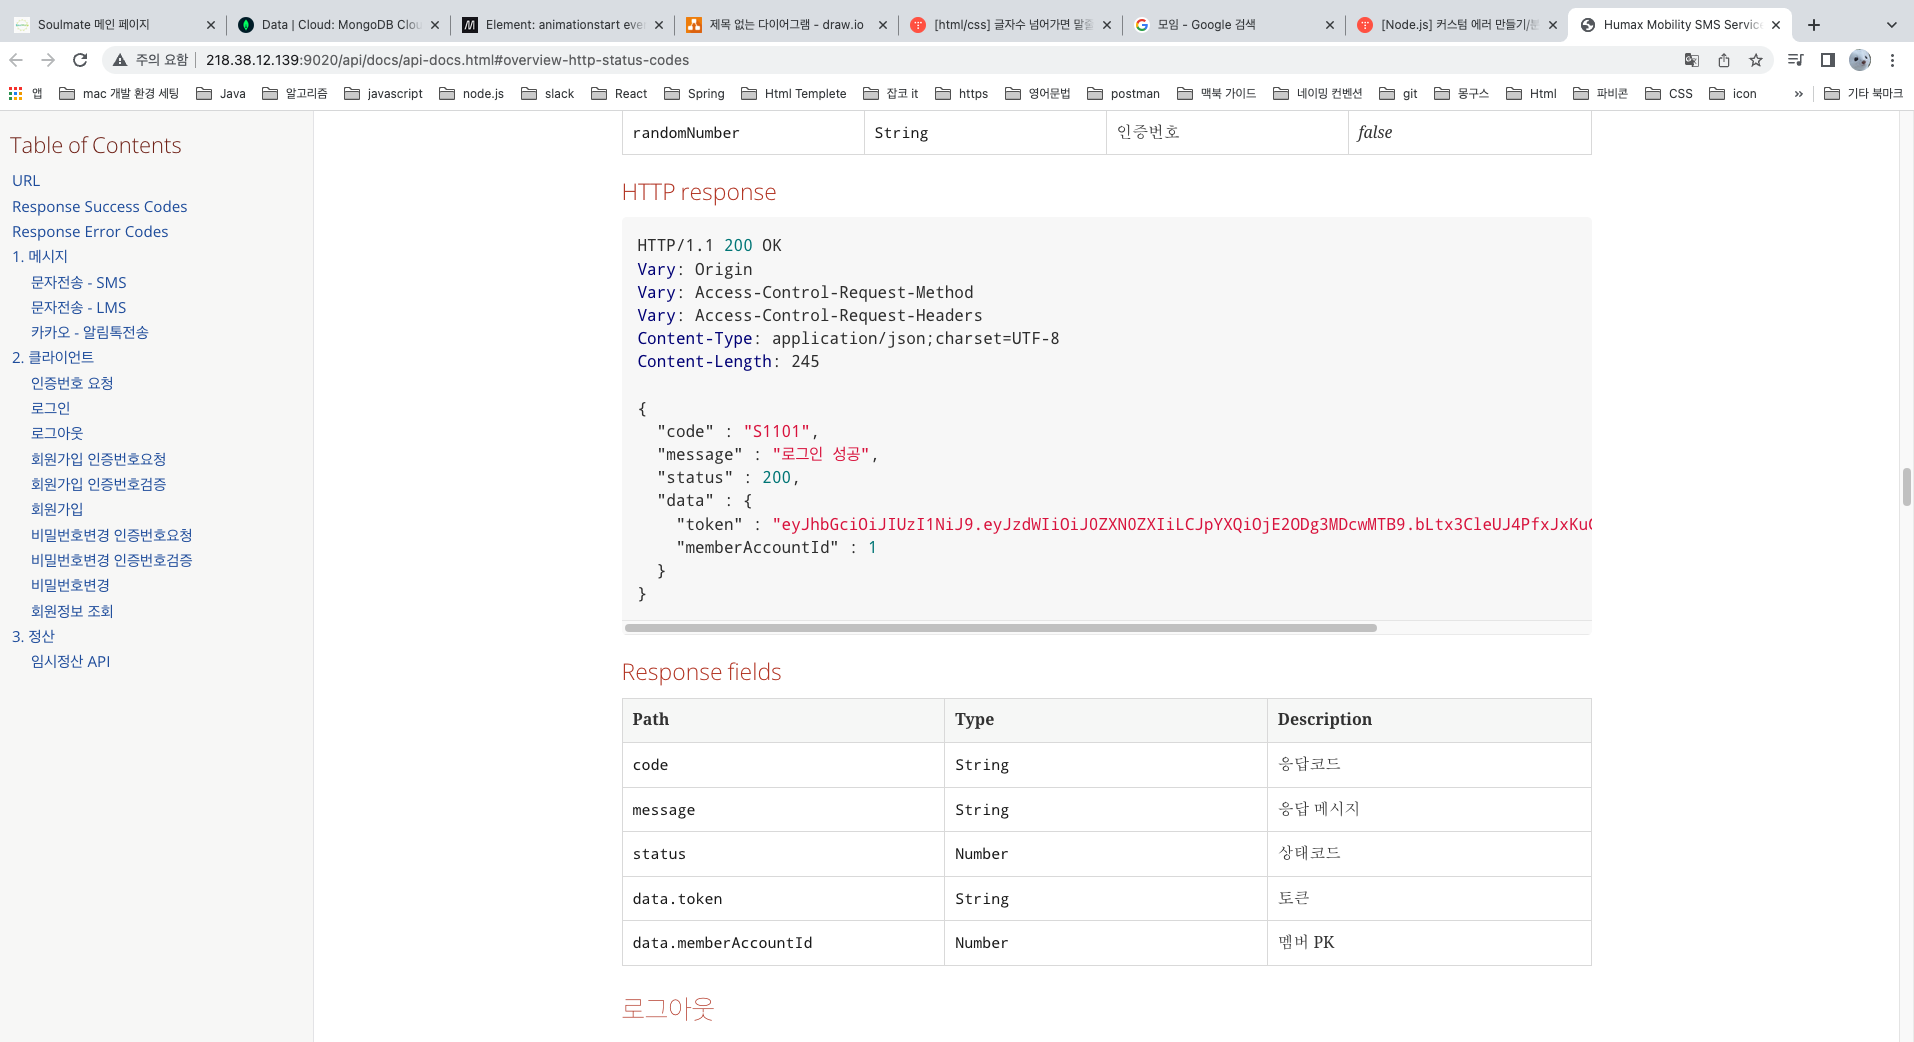 Soulmate 메인 페이지
Data | Cloud: MongoDB Clou
Element: animationstart eve
제목 없는 다이어그램 - draw.io
[html/css] 글자수 넘어가면 말줄
모임 - Google 검색
[Node.js] 커스텀 에러 만들기/분
Humax Mobility SMS Service
주의 요함
218.38.12.139:9020/api/docs/api-docs.html#overview-http-status-codes
앱
mac 개발 환경 세팅
Java
알고리즘
javascript
node.js
slack
React
Spring
Html Templete
잡코 it
https
영어문법
postman
맥북 가이드
네이밍 컨벤션
git
몽구스
Html
파비콘
CSS
icon
»
기타 북마크
Table of Contents
URL
Response Success Codes
Response Error Codes
1. 메시지
문자전송 - SMS
문자전송 - LMS
카카오 - 알림톡전송
2. 클라이언트
인증번호 요청
로그인
로그아웃
회원가입 인증번호요청
회원가입 인증번호검증
회원가입
비밀번호변경 인증번호요청
비밀번호변경 인증번호검증
비밀번호변경
회원정보 조회
3. 정산
임시정산 API
randomNumber String 인증번호 false
HTTP response
HTTP/1.1 200 OK
Vary: Origin
Vary: Access-Control-Request-Method
Vary: Access-Control-Request-Headers
Content-Type: application/json;charset=UTF-8
Content-Length: 245
{
"code" : "S1101",
"message" : "로그인 성공",
"status" : 200,
"data" : {
"token" : "eyJhbGciOiJIUzI1NiJ9.eyJzdWIiOiJ0ZXN0ZXIiLCJpYXQiOjE2ODg3MDcwMTB9.bLtx3CleUJ4PfxJxKu
"memberAccountId" : 1
}
}
Response fields
Path Type Description
code String 응답코드
message String 응답 메시지
status Number 상태코드
data.token String 토큰
data.memberAccountId Number 멤버 PK
로그아웃